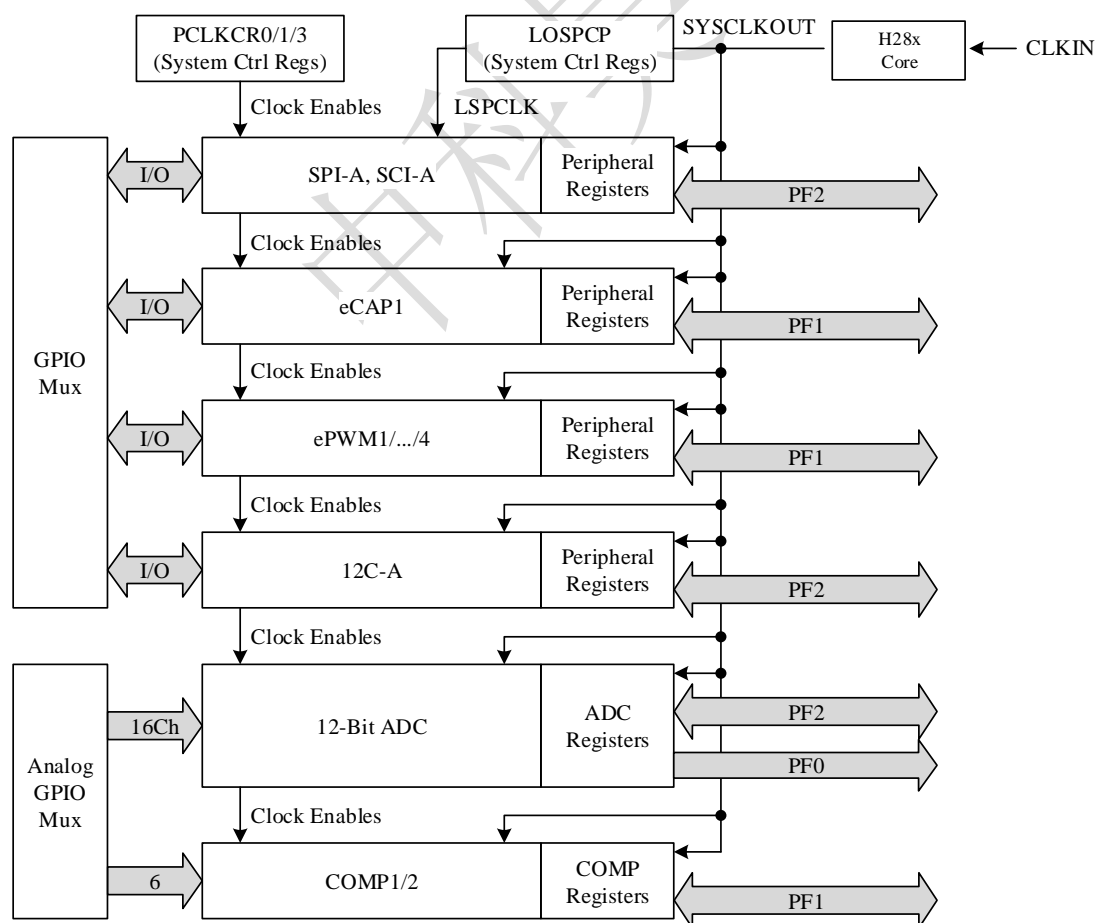 PCLKCR0/1/3
(System Ctrl Regs)
LOSPCP
(System Ctrl Regs)
SYSCLKOUT
H28x
Core
CLKIN
Clock Enables
LSPCLK
I/O
SPI-A, SCI-A
Peripheral
Registers
PF2
Clock Enables
I/O
eCAP1
Peripheral
Registers
PF1
GPIO
Mux
Clock Enables
I/O
ePWM1/.../4
Peripheral
Registers
PF1
Clock Enables
I/O
12C-A
Peripheral
Registers
PF2
Clock Enables
Analog
GPIO
Mux
16Ch
12-Bit ADC
ADC
Registers
PF2
PF0
Clock Enables
6
COMP1/2
COMP
Registers
PF1
中科